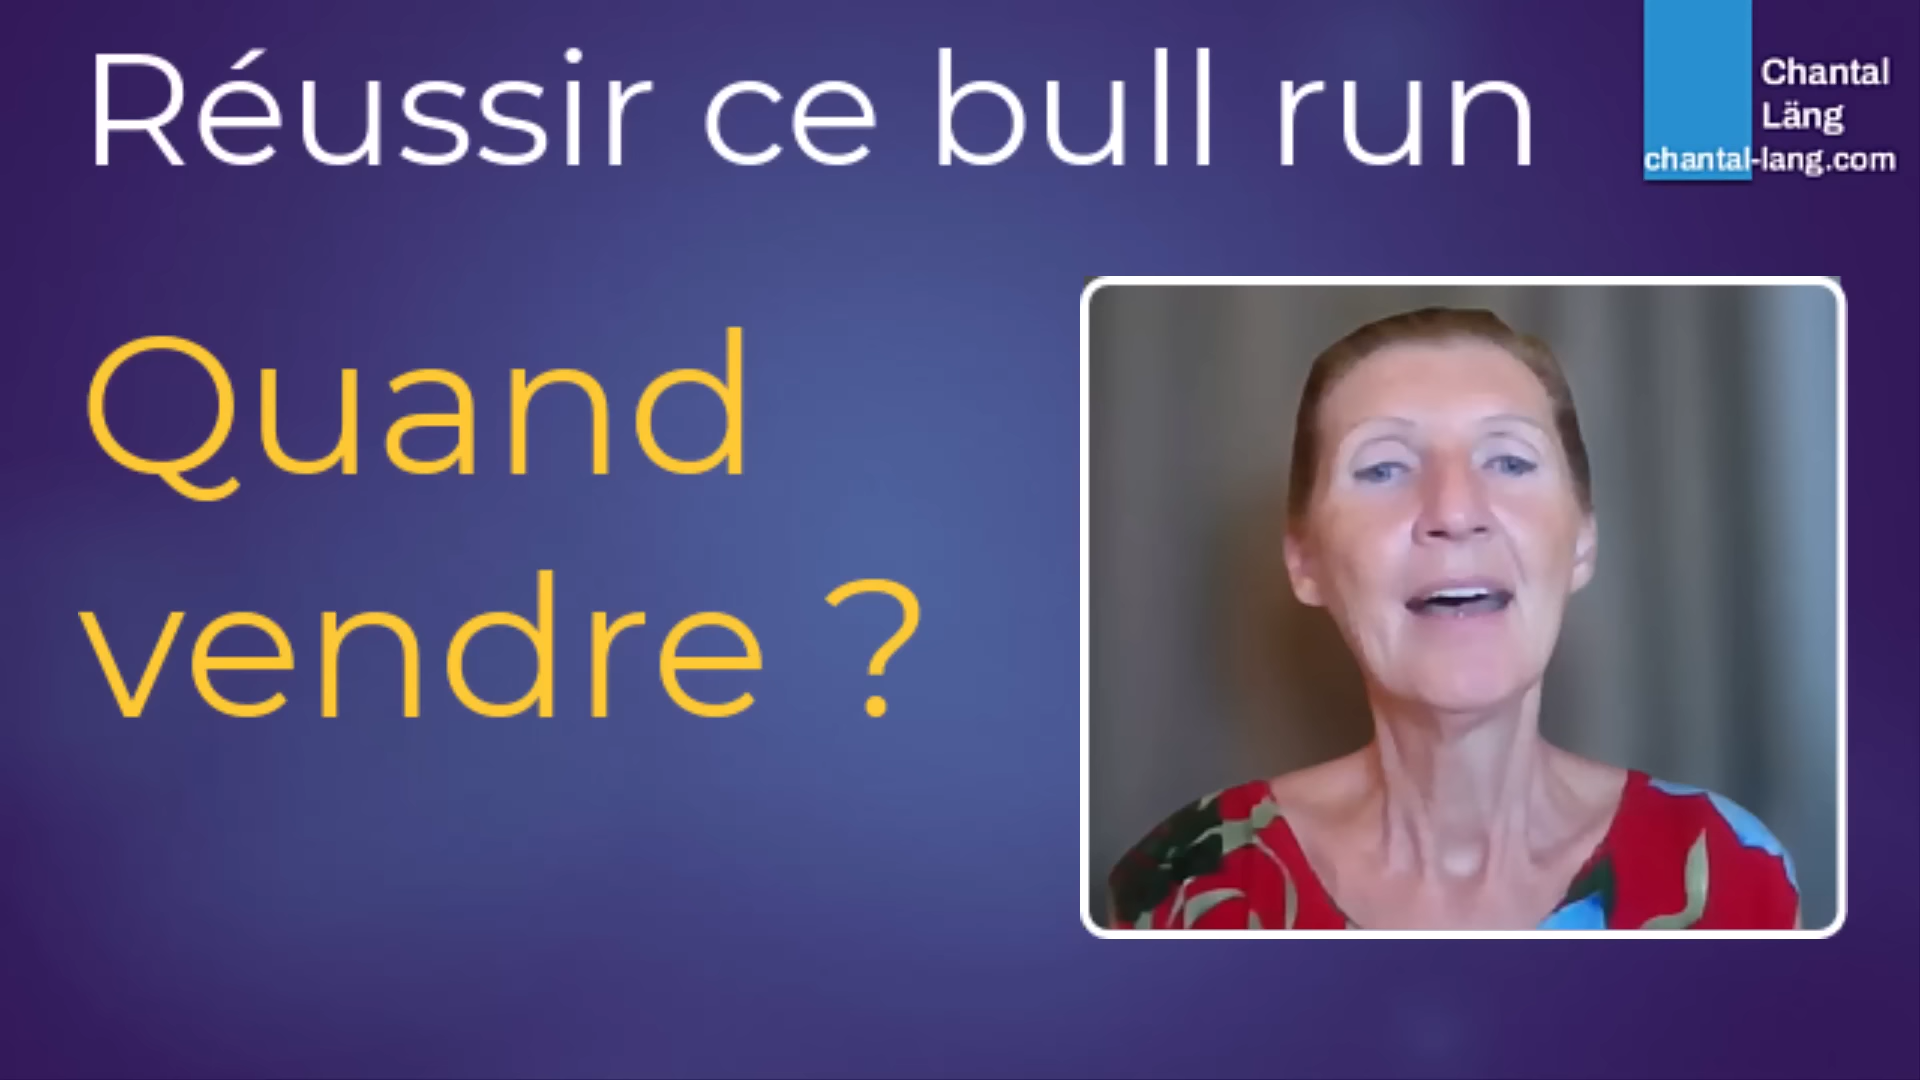 Réussir ce bull run
Chantal
Läng
chantal-lang.com
Quand
vendre ?